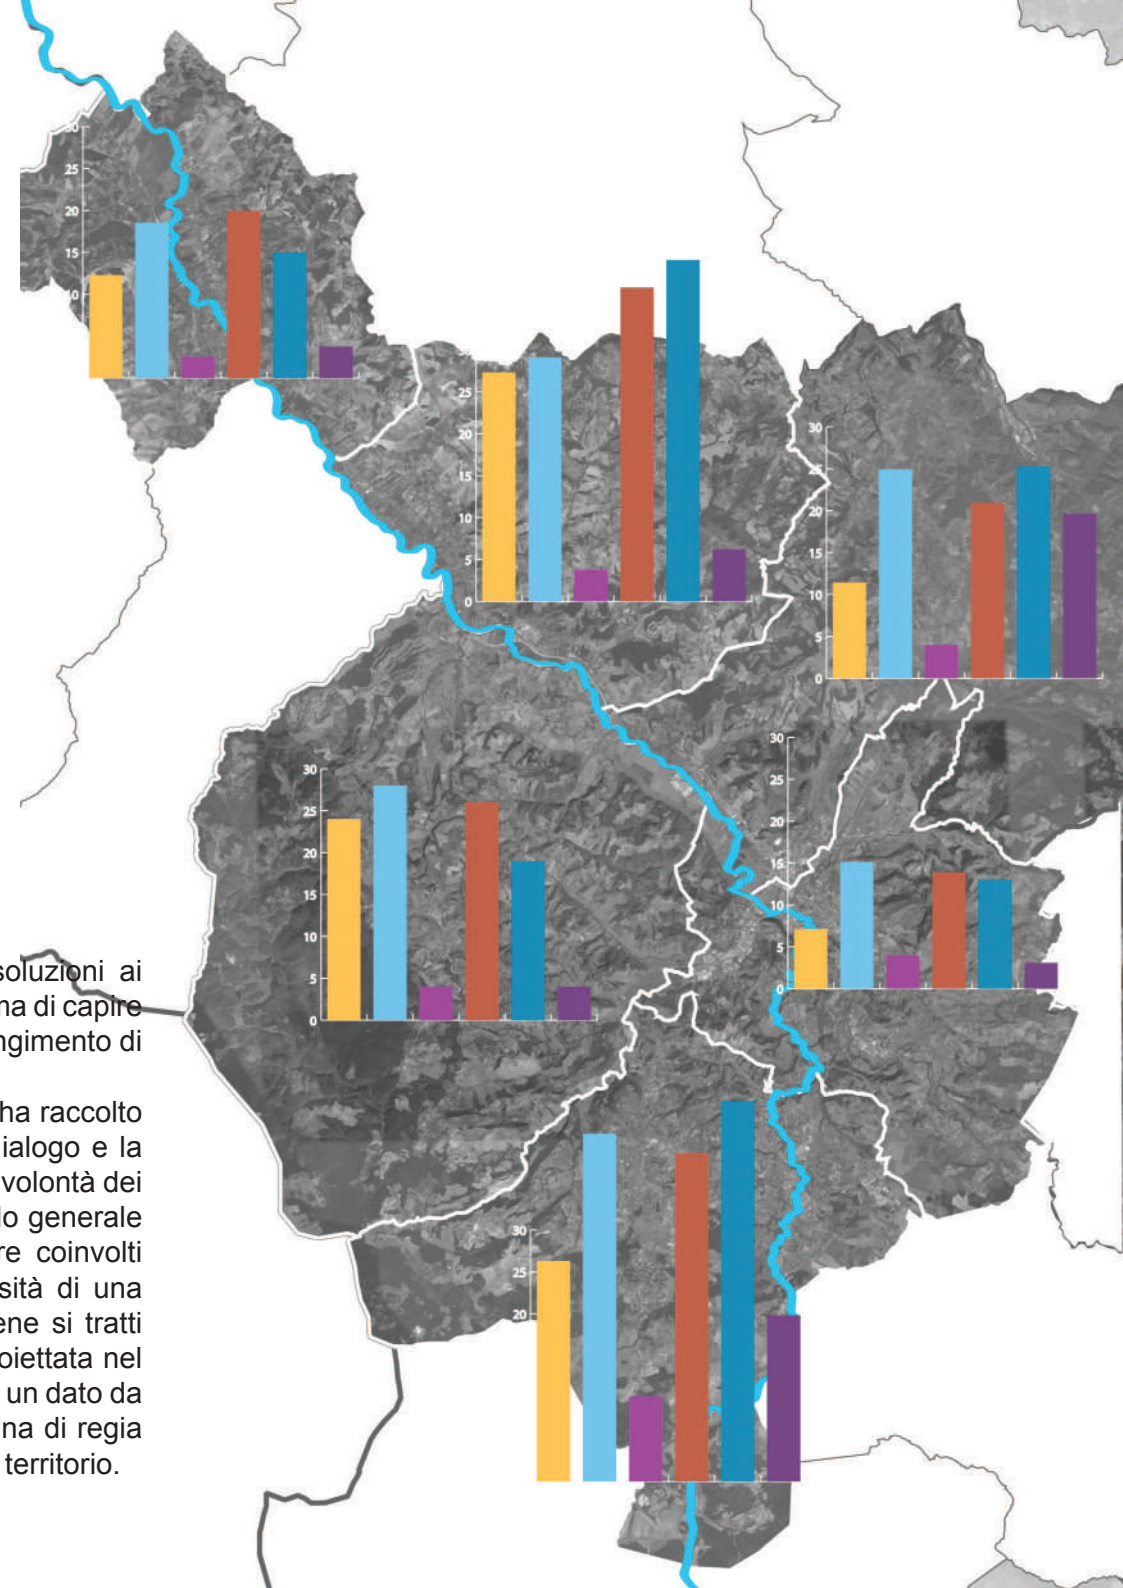 30
25
20
15
10
25
20
15
10
5
0
30
25
20
15
10
5
0
30
25
20
15
10
5
0
30
25
20
15
10
5
0
30
25
20
soluzioni ai
ma di capire
ngimento di
ha raccolto
ialogo e la
volontà dei
lo generale
re coinvolti
sità di una
ene si tratti
oiettata nel
un dato da
na di regia
territorio.